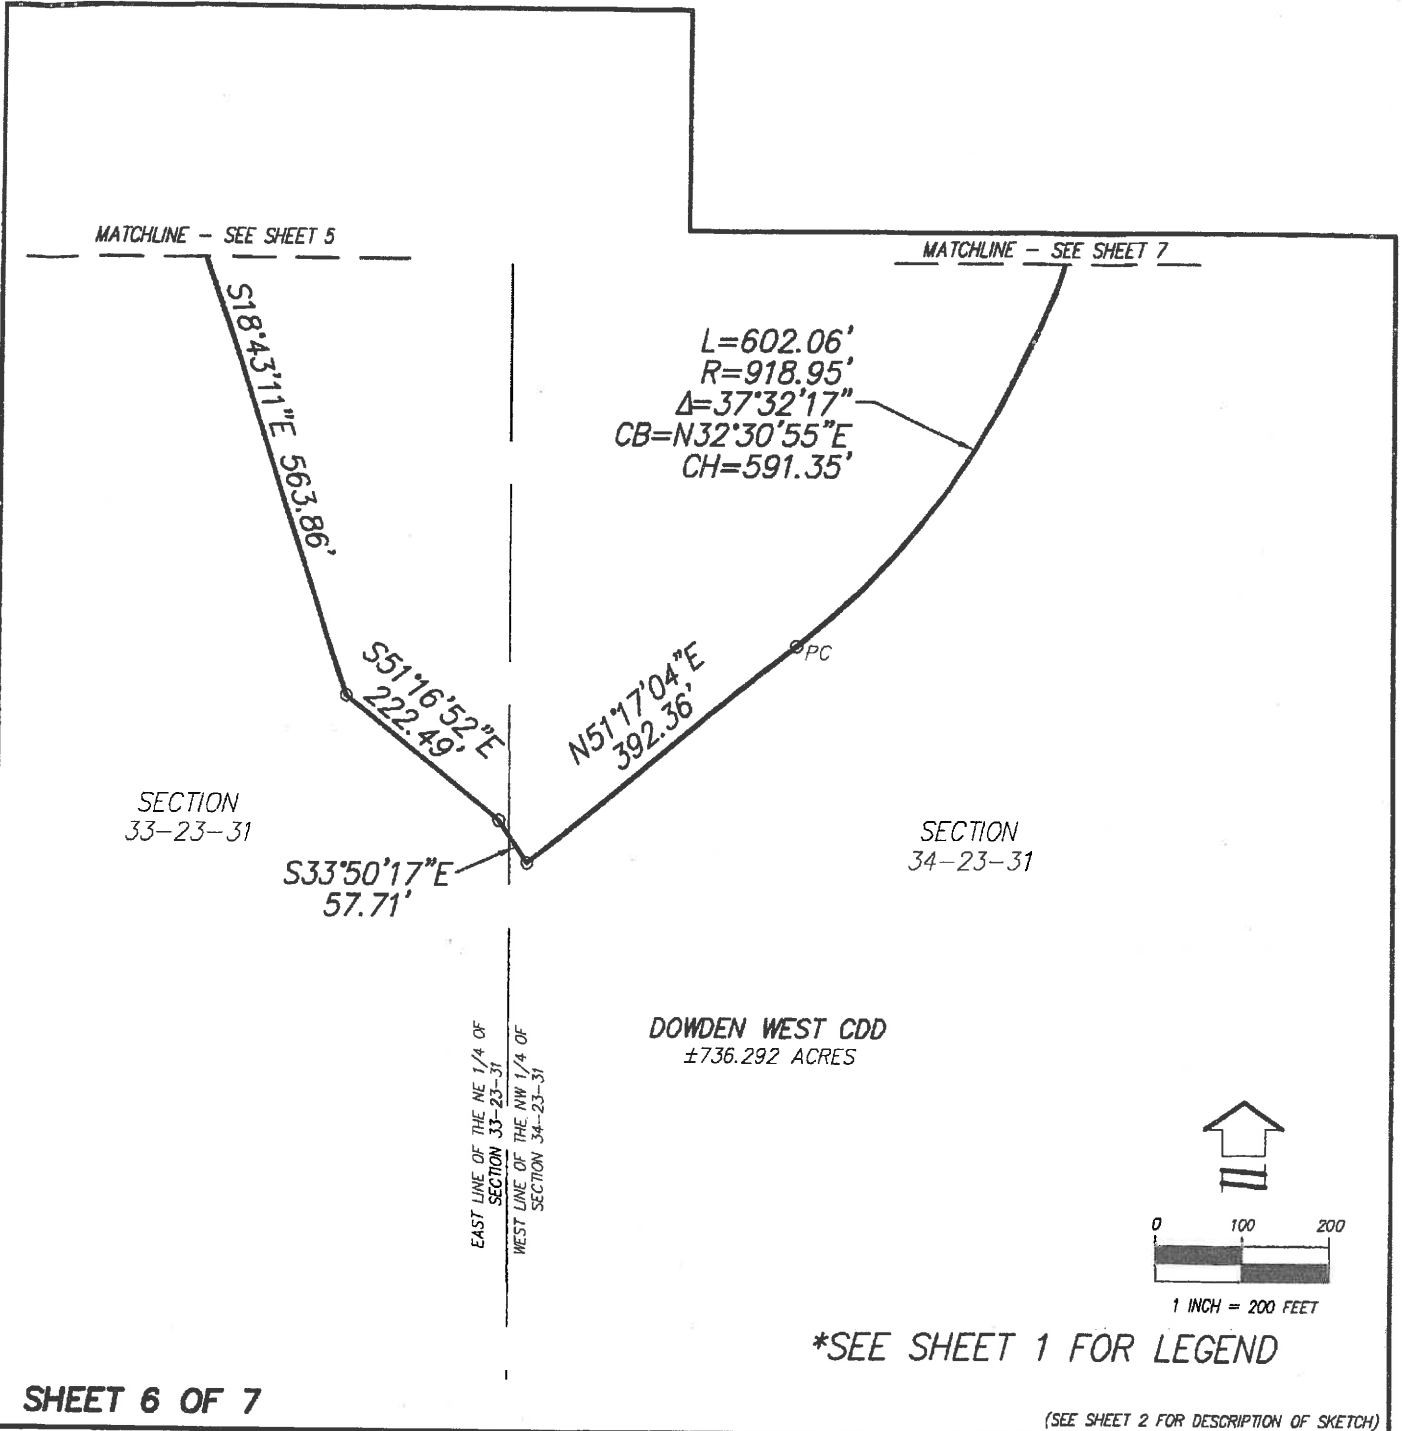 MATCHLINE - SEE SHEET 5
MATCHLINE - SEE SHEET 7
S18°43'11"E 563.86'
L=602.06'
R=918.95'
Δ=37°32'17"
CB=N32°30'55"E
CH=591.35'
PC
S51°16'52"E
222.49'
N51°17'04"E
392.36'
SECTION
33-23-31
SECTION
34-23-31
S33°50'17"E
57.71'
DOWDEN WEST CDD
±736.292 ACRES
EAST LINE OF THE NE 1/4 OF
SECTION 33-23-31
WEST LINE OF THE NW 1/4 OF
SECTION 34-23-31
0 100 200
1 INCH = 200 FEET
*SEE SHEET 1 FOR LEGEND
SHEET 6 OF 7
(SEE SHEET 2 FOR DESCRIPTION OF SKETCH)